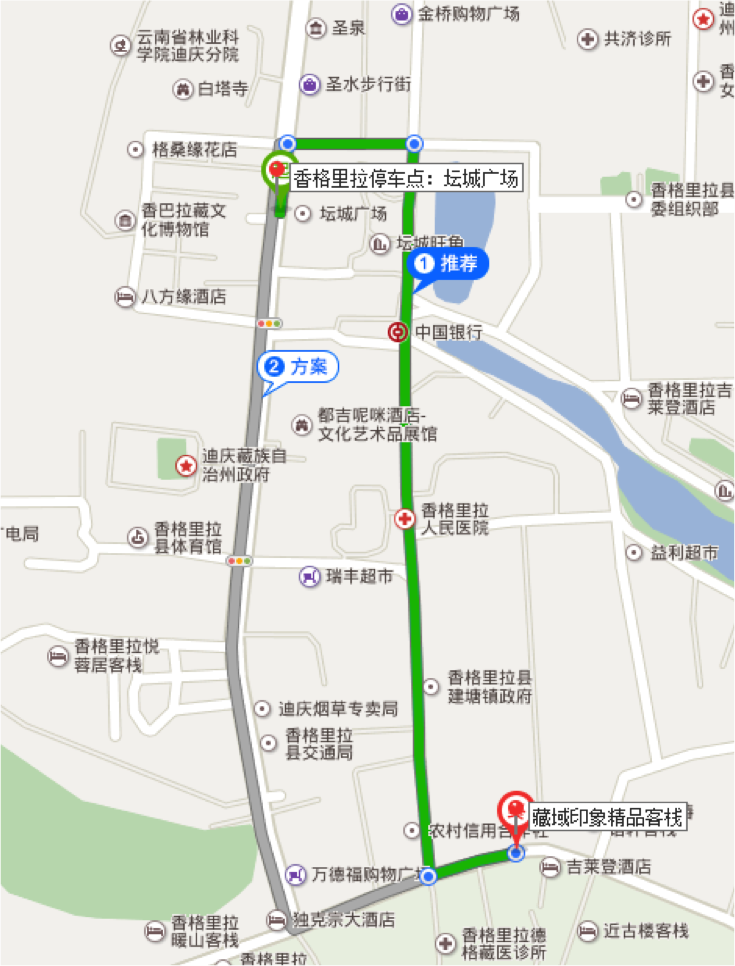 金桥购物广场
迪
州
云南省林业科
学院迪庆分院
圣泉
共济诊所
白塔寺
圣水步行街
香
女
格桑缘花店
香格里拉停车点：坛城广场
香格里拉县
委组织部
香巴拉藏文
化博物馆
坛城广场
坛城旺角
1 推荐
八方缘酒店
中国银行
2 方案
香格里拉吉
莱登酒店
都吉呢咪酒店-
文化艺术品展馆
迪庆藏族自
治州政府
香格里拉
人民医院
电局
香格里拉
县体育馆
益利超市
瑞丰超市
香格里拉悦
蓉居客栈
香格里拉县
建塘镇政府
迪庆烟草专卖局
香格里拉
县交通局
藏域印象精品客栈
农村信用合作社
万德福购物广场
吉莱登酒店
独克宗大酒店
香格里拉
暖山客栈
香格里拉德
格藏医诊所
近古楼客栈
香格里拉